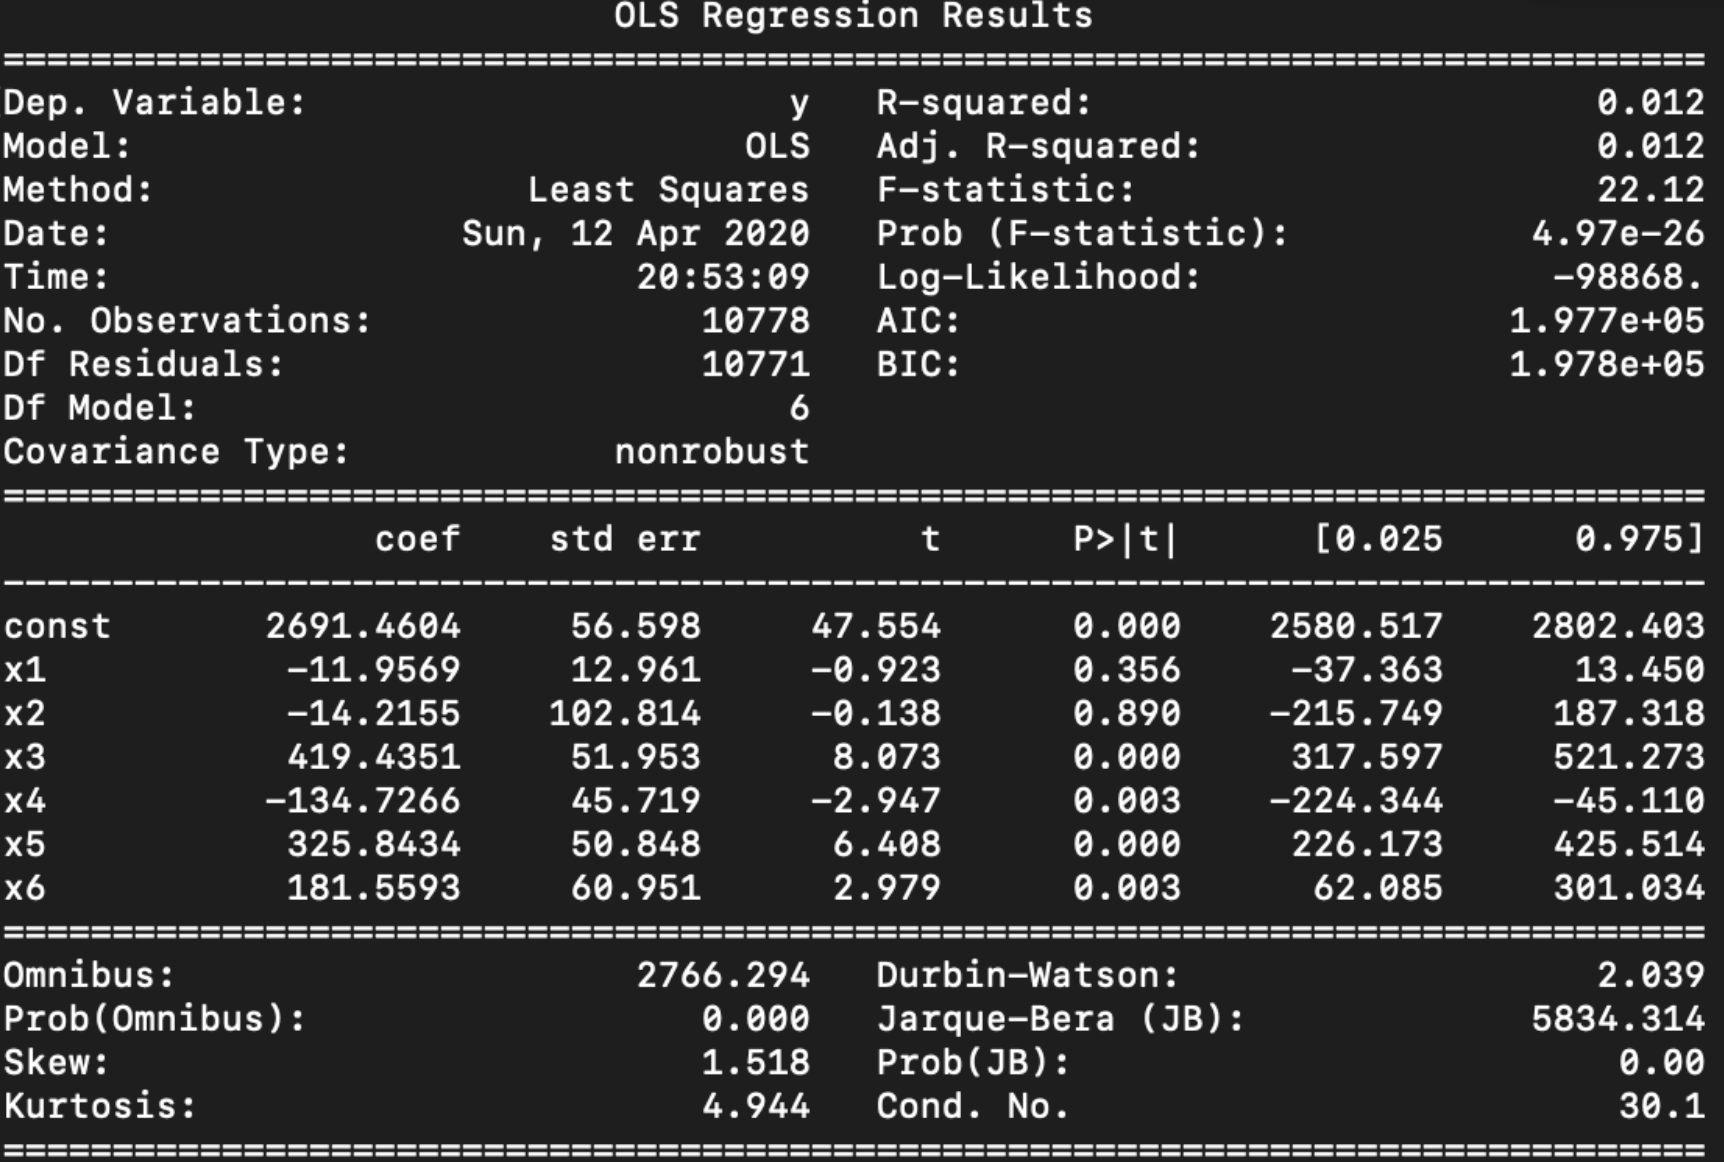 OLS Regression Results
==============================================================================
Dep. Variable:                      y   R-squared:                       0.012
Model:                            OLS   Adj. R-squared:                  0.012
Method:                 Least Squares   F-statistic:                     22.12
Date:                Sun, 12 Apr 2020   Prob (F-statistic):           4.97e-26
Time:                        20:53:09   Log-Likelihood:                -98868.
No. Observations:               10778   AIC:                         1.977e+05
Df Residuals:                   10771   BIC:                         1.978e+05
Df Model:                           6
Covariance Type:            nonrobust
==============================================================================
                 coef    std err          t      P>|t|      [0.025      0.975]
------------------------------------------------------------------------------
const       2691.4604     56.598     47.554      0.000    2580.517    2802.403
x1           -11.9569     12.961     -0.923      0.356     -37.363      13.450
x2           -14.2155    102.814     -0.138      0.890    -215.749     187.318
x3           419.4351     51.953      8.073      0.000     317.597     521.273
x4          -134.7266     45.719     -2.947      0.003    -224.344     -45.110
x5           325.8434     50.848      6.408      0.000     226.173     425.514
x6           181.5593     60.951      2.979      0.003      62.085     301.034
==============================================================================
Omnibus:                     2766.294   Durbin-Watson:                   2.039
Prob(Omnibus):                  0.000   Jarque-Bera (JB):             5834.314
Skew:                           1.518   Prob(JB):                         0.00
Kurtosis:                       4.944   Cond. No.                         30.1
==============================================================================